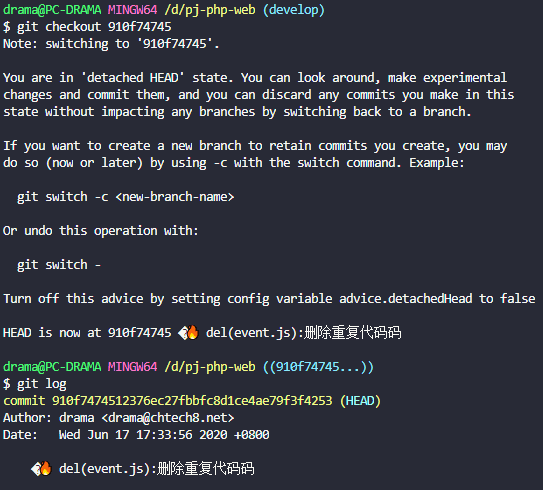 drama@PC-DRAMA MINGW64 /d/pj-php-web (develop)
$ git checkout 910f74745
Note: switching to '910f74745'.
You are in 'detached HEAD' state. You can look around, make experimental
changes and commit them, and you can discard any commits you make in this
state without impacting any branches by switching back to a branch.
If you want to create a new branch to retain commits you create, you may
do so (now or later) by using -c with the switch command. Example:
git switch -c <new-branch-name>
Or undo this operation with:
git switch -
Turn off this advice by setting config variable advice.detachedHead to false
HEAD is now at 910f74745 �🔥 del(event.js):删除重复代码码
drama@PC-DRAMA MINGW64 /d/pj-php-web ((910f74745...))
$ git log
commit 910f7474512376ec27fbbfc8d1ce4ae79f3f4253 (HEAD)
Author: drama <drama@chtech8.net>
Date:   Wed Jun 17 17:33:56 2020 +0800
�🔥 del(event.js):删除重复代码码